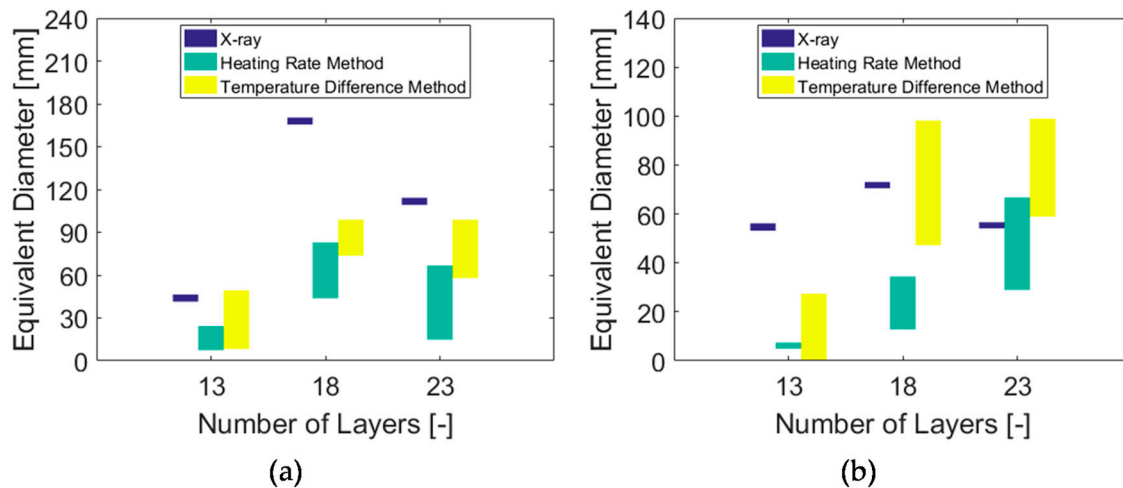 240
210
180
150
120
90
60
30
0
Equivalent Diameter [mm]
X-ray
Heating Rate Method
Temperature Difference Method
13 18 23
Number of Layers [-]
(a)
140
120
100
80
60
40
20
0
Equivalent Diameter [mm]
X-ray
Heating Rate Method
Temperature Difference Method
13 18 23
Number of Layers [-]
(b)